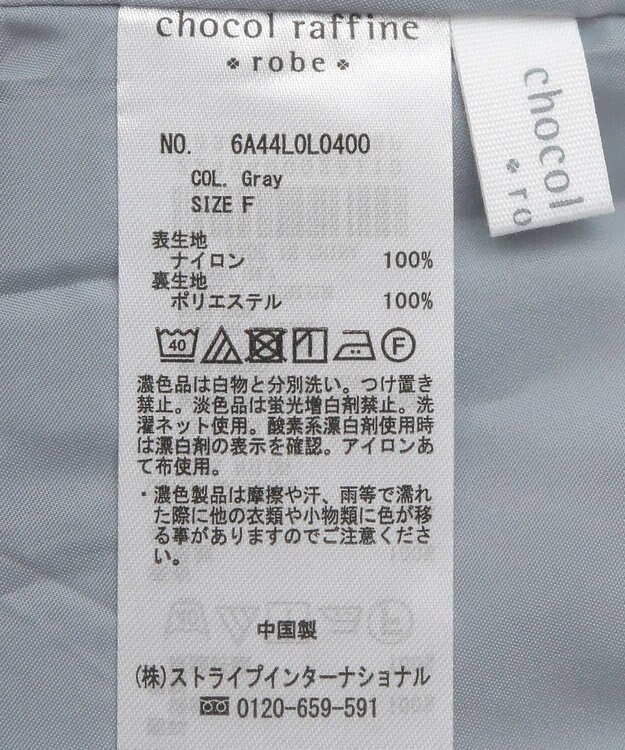 chocol raffine
robe
NO. 6A44L0L0400
COL. Gray
SIZE F
表生地
ナイロン 100%
裏生地
ポリエステル 100%
40
F
濃色品は白物と分別洗い。つけ置き
禁止。淡色品は蛍光増白剤禁止。洗
濯ネット使用。酸素系漂白剤使用時
は漂白剤の表示を確認。アイロンあ
て布使用。
・濃色製品は摩擦や汗、雨等で濡れ
た際に他の衣類や小物類に色が移
る事がありますのでご注意くださ
い。
中国製
(株)ストライプインターナショナル
0120-659-591
chocol
ro